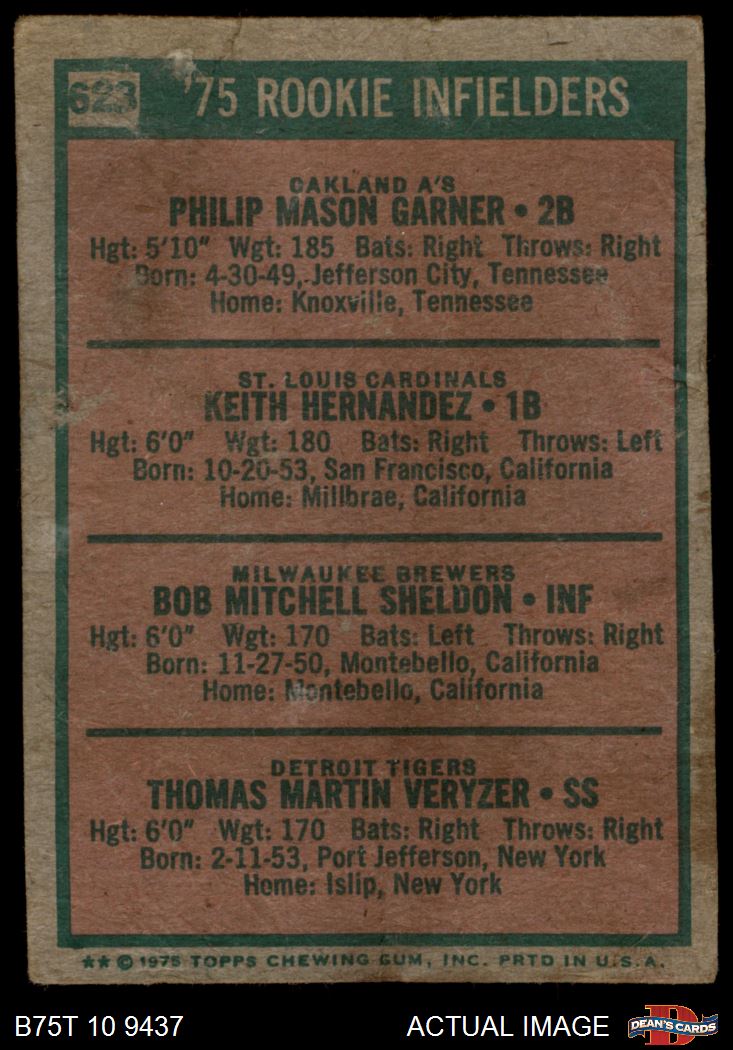 623 '75 ROOKIE INFIELDERS
OAKLAND A'S
PHILIP MASON GARNER • 2B
Hgt: 5'10" Wgt: 185 Bats: Right Throws: Right
Born: 4-30-49, Jefferson City, Tennessee
Home: Knoxville, Tennessee
ST. LOUIS CARDINALS
KEITH HERNANDEZ • 1B
Hgt: 6'0" Wgt: 180 Bats: Right Throws: Left
Born: 10-20-53, San Francisco, California
Home: Millbrae, California
MILWAUKEE BREWERS
BOB MITCHELL SHELDON • INF
Hgt: 6'0" Wgt: 170 Bats: Left Throws: Right
Born: 11-27-50, Montebello, California
Home: Montebello, California
DETROIT TIGERS
THOMAS MARTIN VERYZER • SS
Hgt: 6'0" Wgt: 170 Bats: Right Throws: Right
Born: 2-11-53, Port Jefferson, New York
Home: Islip, New York
★★ © 1975 TOPPS CHEWING GUM, INC. PRTD IN U.S.A.
B75T 10 9437 ACTUAL IMAGE DEAN'S CARDS